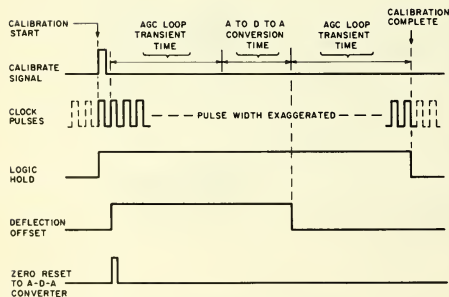 CALIBRATION
START
CALIBRATION
COMPLETE
AGC LOOP
TRANSIENT
TIME
A TO D TO A
CONVERSION
TIME
AGC LOOP
TRANSIENT
TIME
CALIBRATE
SIGNAL
CLOCK
PULSES
PULSE WIDTH EXAGGERATED
LOGIC
HOLD
DEFLECTION
OFFSET
ZERO RESET
TO A-D-A
CONVERTER